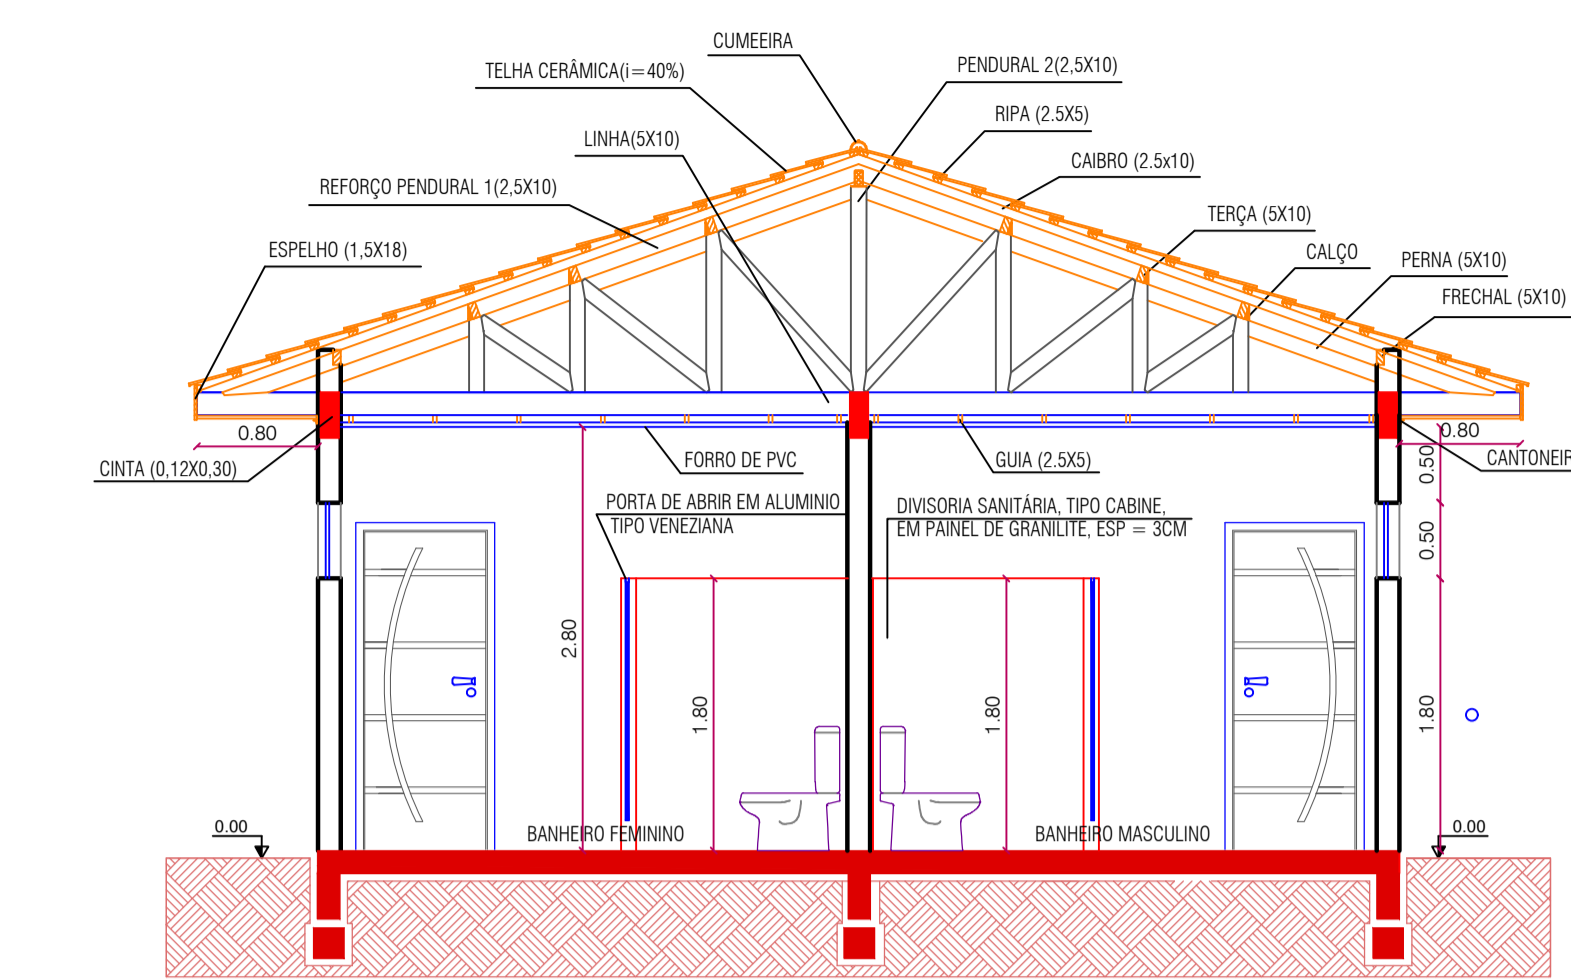 CUMEEIRA
TELHA CERÂMICA(i=40%)
PENDURAL 2(2,5X10)
RIPA (2.5X5)
LINHA(5X10)
CAIBRO (2.5x10)
REFORÇO PENDURAL 1(2,5X10)
TERÇA (5X10)
ESPELHO (1,5X18)
CALÇO
PERNA (5X10)
FRECHAL (5X10)
0.80
0.80
CINTA (0,12X0,30)
FORRO DE PVC
GUIA (2.5X5)
CANTONEIR
0.50
PORTA DE ABRIR EM ALUMINIO
TIPO VENEZIANA
DIVISORIA SANITÁRIA, TIPO CABINE,
EM PAINEL DE GRANILITE, ESP = 3CM
0.50
2.80
1.80
1.80
1.80
0.00
BANHEIRO FEMININO
BANHEIRO MASCULINO
0.00